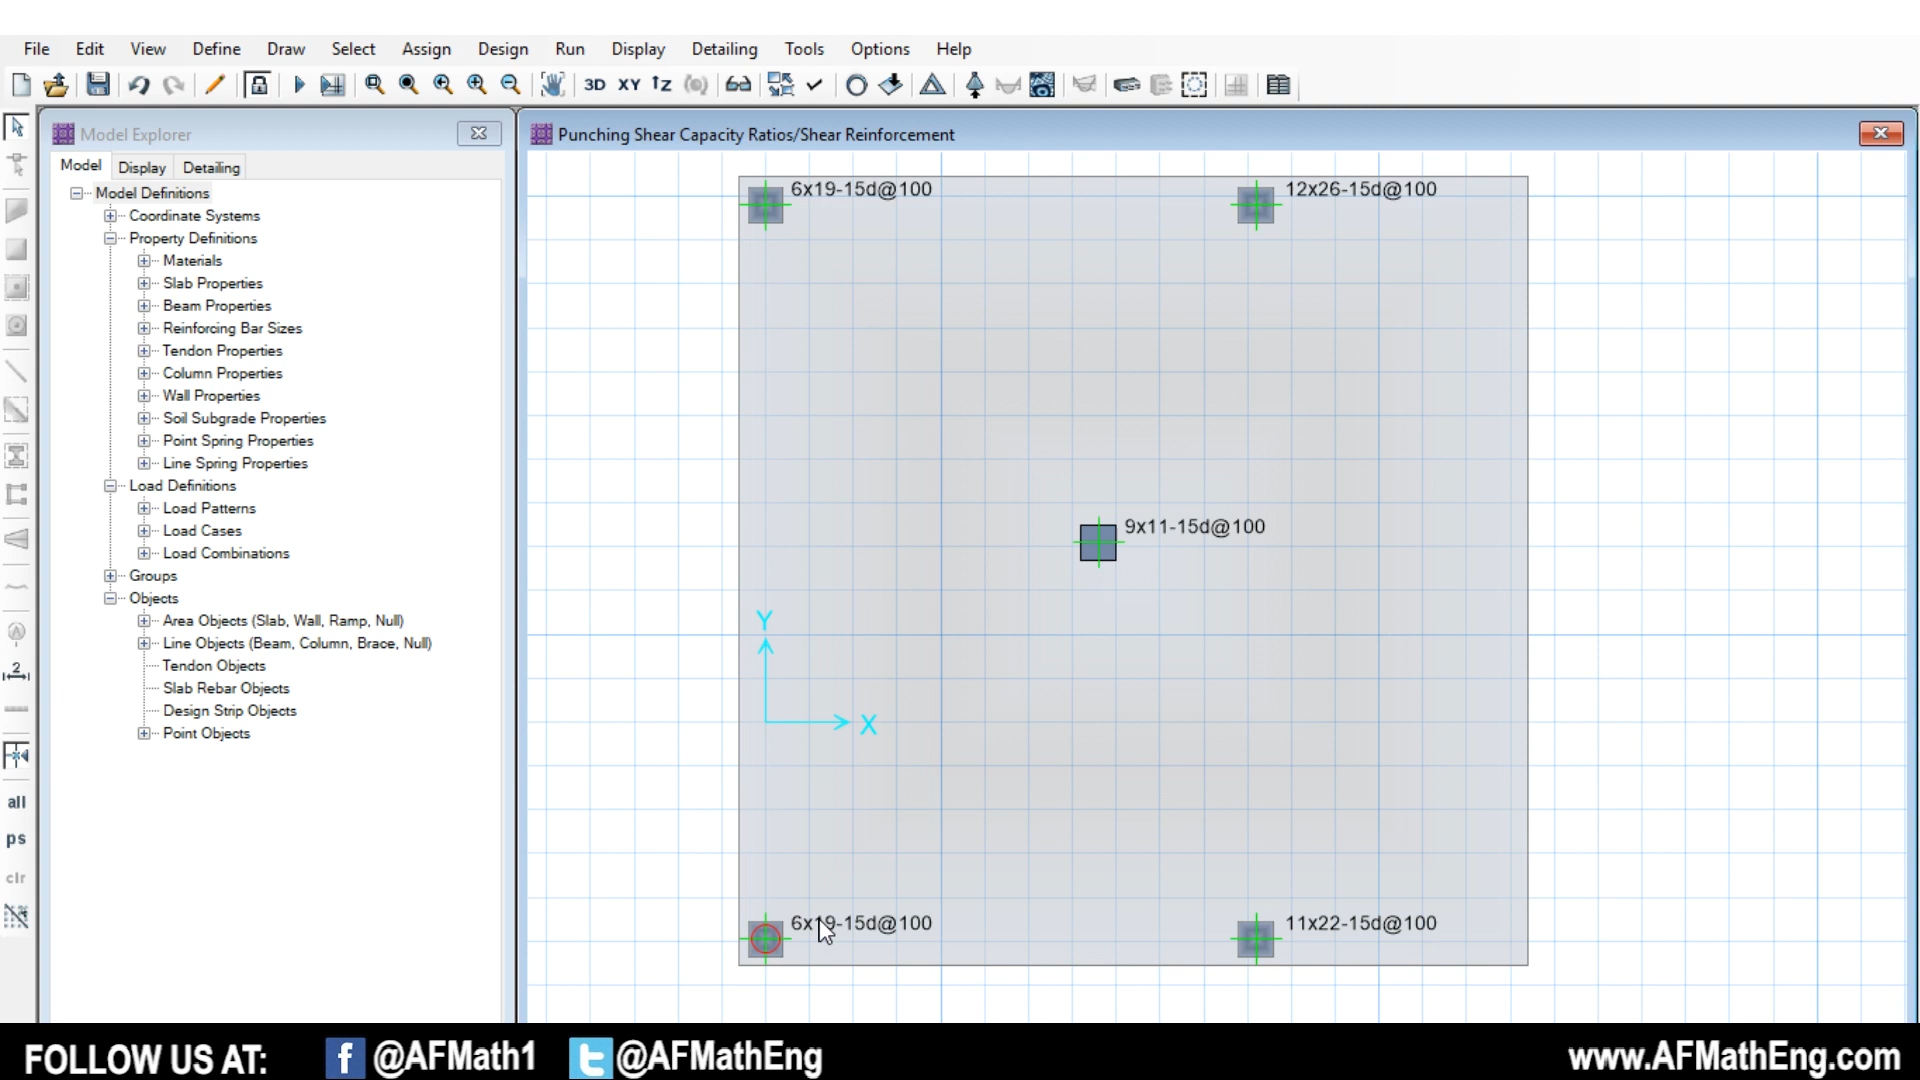 File Edit View Define Draw Select Assign Design Run Display Detailing Tools Options Help
3D XY
Model Explorer
Model Display Detailing
Model Definitions
Coordinate Systems
Property Definitions
Materials
Slab Properties
Beam Properties
Reinforcing Bar Sizes
Tendon Properties
Column Properties
Wall Properties
Soil Subgrade Properties
Point Spring Properties
Line Spring Properties
Load Definitions
Load Patterns
Load Cases
Load Combinations
Groups
Objects
Area Objects (Slab, Wall, Ramp, Null)
Line Objects (Beam, Column, Brace, Null)
Tendon Objects
Slab Rebar Objects
Design Strip Objects
Point Objects
2
all
ps
clr
Punching Shear Capacity Ratios/Shear Reinforcement
6x19-15d@100 12x26-15d@100
9x11-15d@100
Y
X
6x19-15d@100 11x22-15d@100
FOLLOW US AT: f @AFMath1 t @AFMathEng www.AFMathEng.com